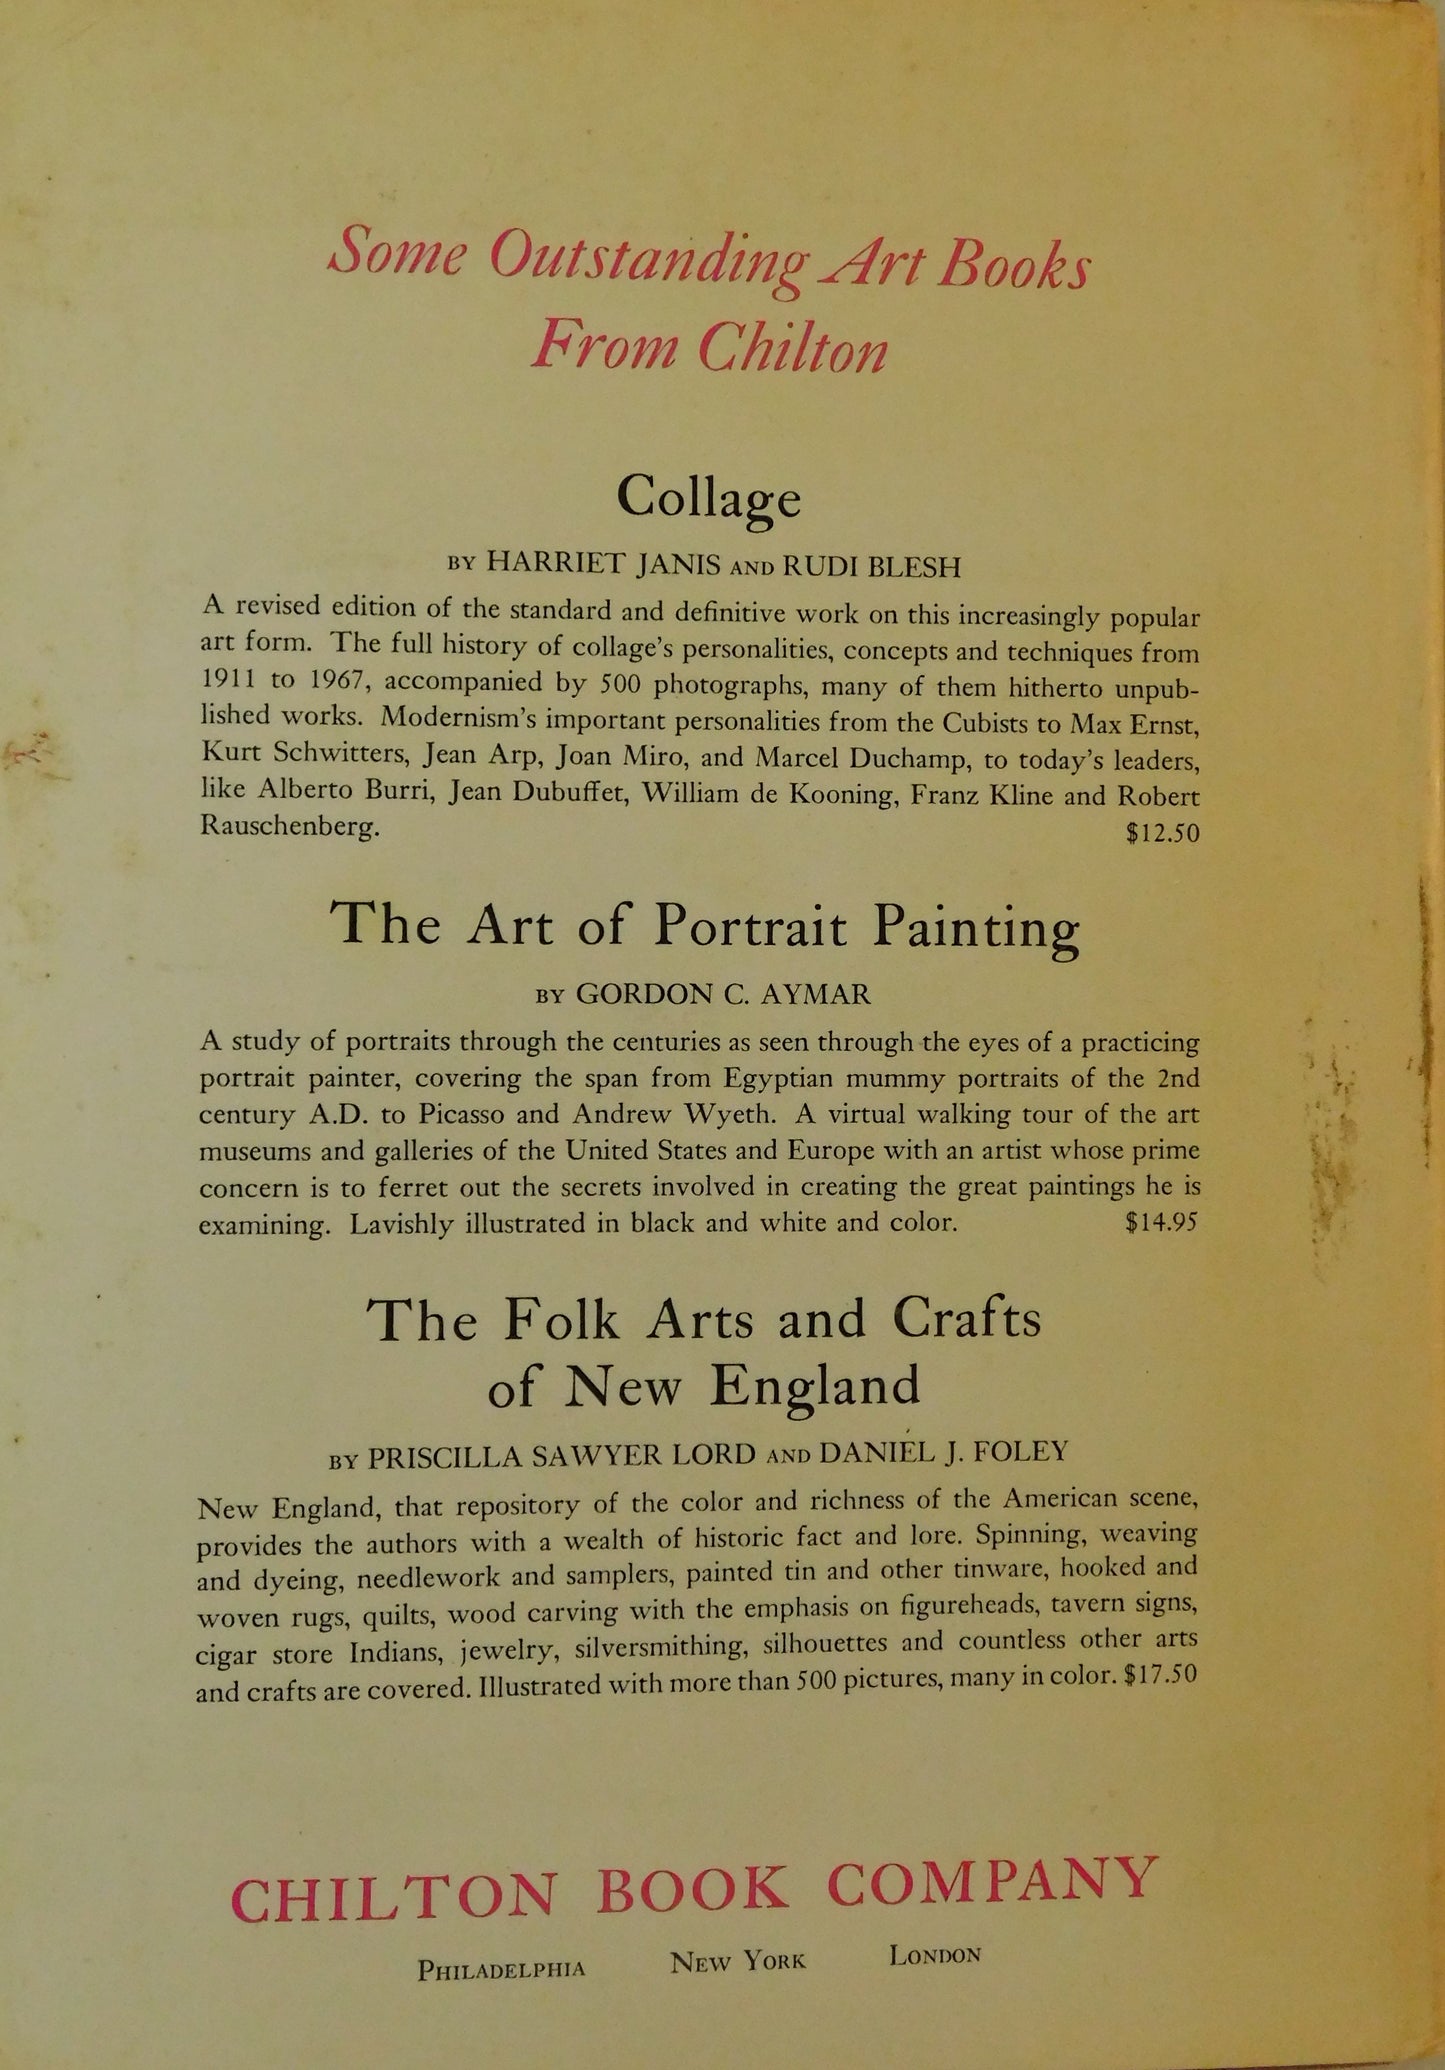 Some Outstanding Art Books
From Chilton
Collage
BY HARRIET JANIS AND RUDI BLESH
A revised edition of the standard and definitive work on this increasingly popular
art form. The full history of collage's personalities, concepts and techniques from
1911 to 1967, accompanied by 500 photographs, many of them hitherto unpub-
lished works. Modernism's important personalities from the Cubists to Max Ernst,
Kurt Schwitters, Jean Arp, Joan Miro, and Marcel Duchamp, to today's leaders,
like Alberto Burri, Jean Dubuffet, William de Kooning, Franz Kline and Robert
Rauschenberg. $12.50
The Art of Portrait Painting
BY GORDON C. AYMAR
A study of portraits through the centuries as seen through the eyes of a practicing
portrait painter, covering the span from Egyptian mummy portraits of the 2nd
century A.D. to Picasso and Andrew Wyeth. A virtual walking tour of the art
museums and galleries of the United States and Europe with an artist whose prime
concern is to ferret out the secrets involved in creating the great paintings he is
examining. Lavishly illustrated in black and white and color. $14.95
The Folk Arts and Crafts
of New England
BY PRISCILLA SAWYER LORD AND DANIEL J. FOLEY
New England, that repository of the color and richness of the American scene,
provides the authors with a wealth of historic fact and lore. Spinning, weaving
and dyeing, needlework and samplers, painted tin and other tinware, hooked and
woven rugs, quilts, wood carving with the emphasis on figureheads, tavern signs,
cigar store Indians, jewelry, silversmithing, silhouettes and countless other arts
and crafts are covered. Illustrated with more than 500 pictures, many in color. $17.50
CHILTON BOOK COMPANY
PHILADELPHIA NEW YORK LONDON